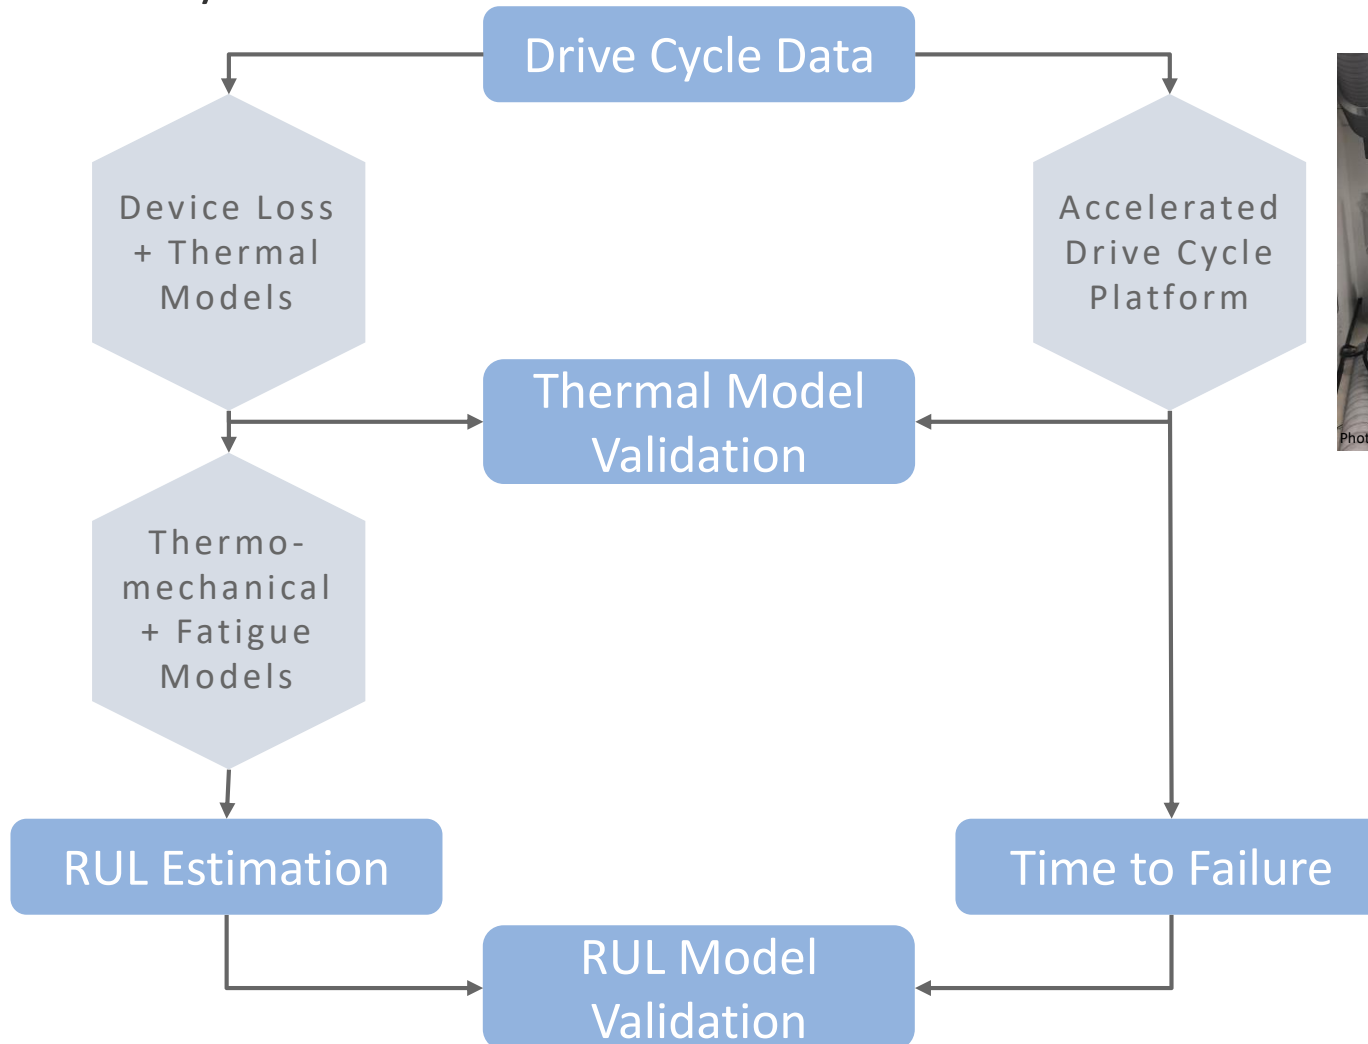 Drive Cycle Data
Device Loss
+ Thermal
Models
Accelerated
Drive Cycle
Platform
Thermal Model
Validation
Thermo-
mechanical
+ Fatigue
Models
RUL Estimation
Time to Failure
RUL Model
Validation